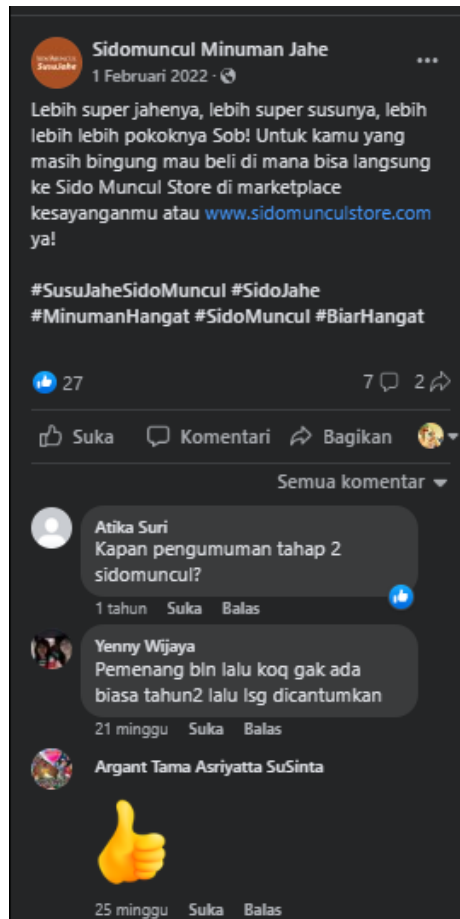 Sidomuncul Minuman Jahe
1 Februari 2022 ·
Lebih super jahenya, lebih super susunya, lebih
lebih lebih pokoknya Sob! Untuk kamu yang
masih bingung mau beli di mana bisa langsung
ke Sido Muncul Store di marketplace
kesayanganmu atau www.sidomunculstore.com
ya!
#SusuJaheSidoMuncul #SidoJahe
#MinumanHangat #SidoMuncul #BiarHangat
27 7 2
Suka Komentari Bagikan
Semua komentar
Atika Suri
Kapan pengumuman tahap 2
sidomuncul?
1 tahun Suka Balas
Yenny Wijaya
Pemenang bln lalu koq gak ada
biasa tahun2 lalu lsg dicantumkan
21 minggu Suka Balas
Argant Tama Asriyatta SuSinta
25 minggu Suka Balas